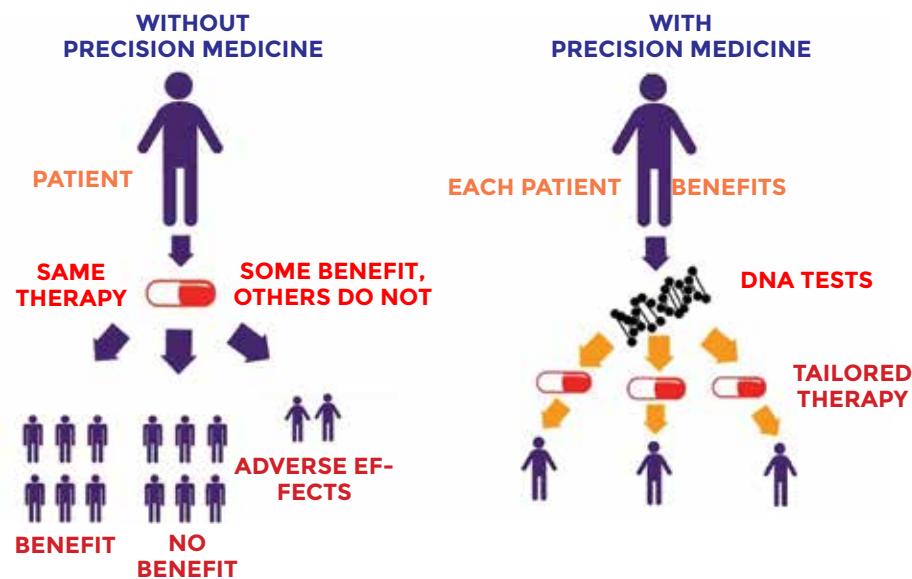 WITHOUT
PRECISION MEDICINE
PATIENT
SAME
THERAPY
SOME BENEFIT,
OTHERS DO NOT
BENEFIT
NO
BENEFIT
ADVERSE EF-
FECTS
WITH
PRECISION MEDICINE
EACH PATIENT BENEFITS
DNA TESTS
TAILORED
THERAPY